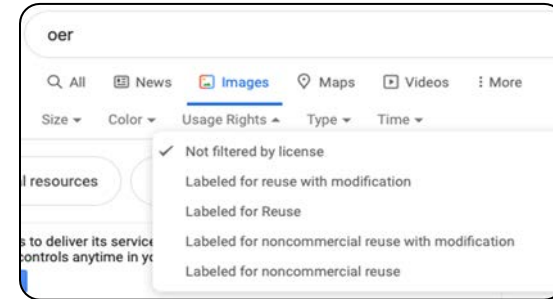 oer
All News Images Maps Videos More
Size Color Usage Rights Type Time
Not filtered by license
l resources
Labeled for reuse with modification
Labeled for Reuse
s to deliver its service
Labeled for noncommercial reuse with modification
controls anytime in yo
Labeled for noncommercial reuse